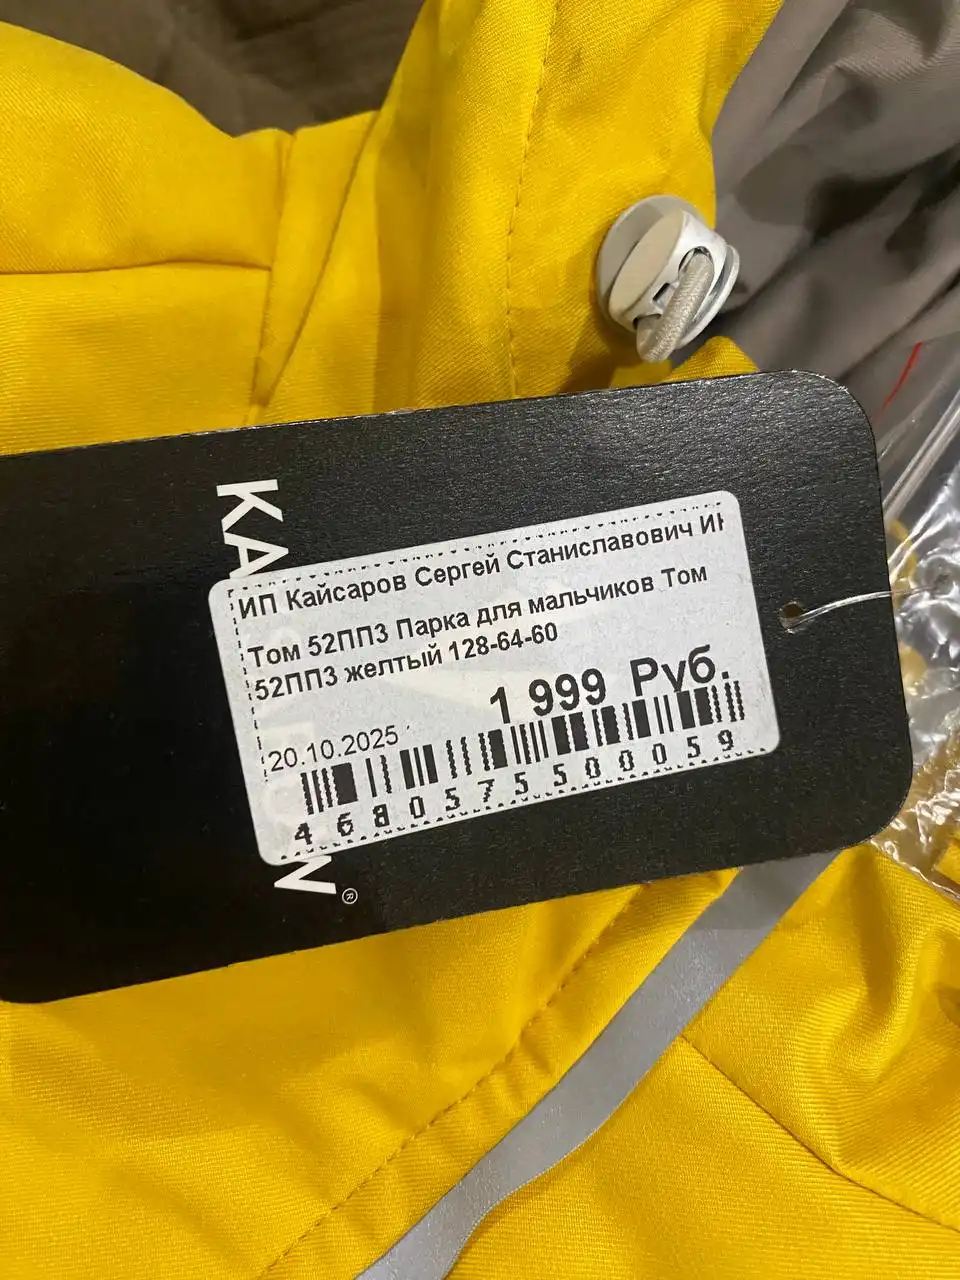 KA
ИП Кайсаров Сергей Станиславович
Том 52ПП3 Парка для мальчиков Том
52ПП3 желтый 128-64-60
1 999 Руб.
20.10.2025
4680575500059
W®